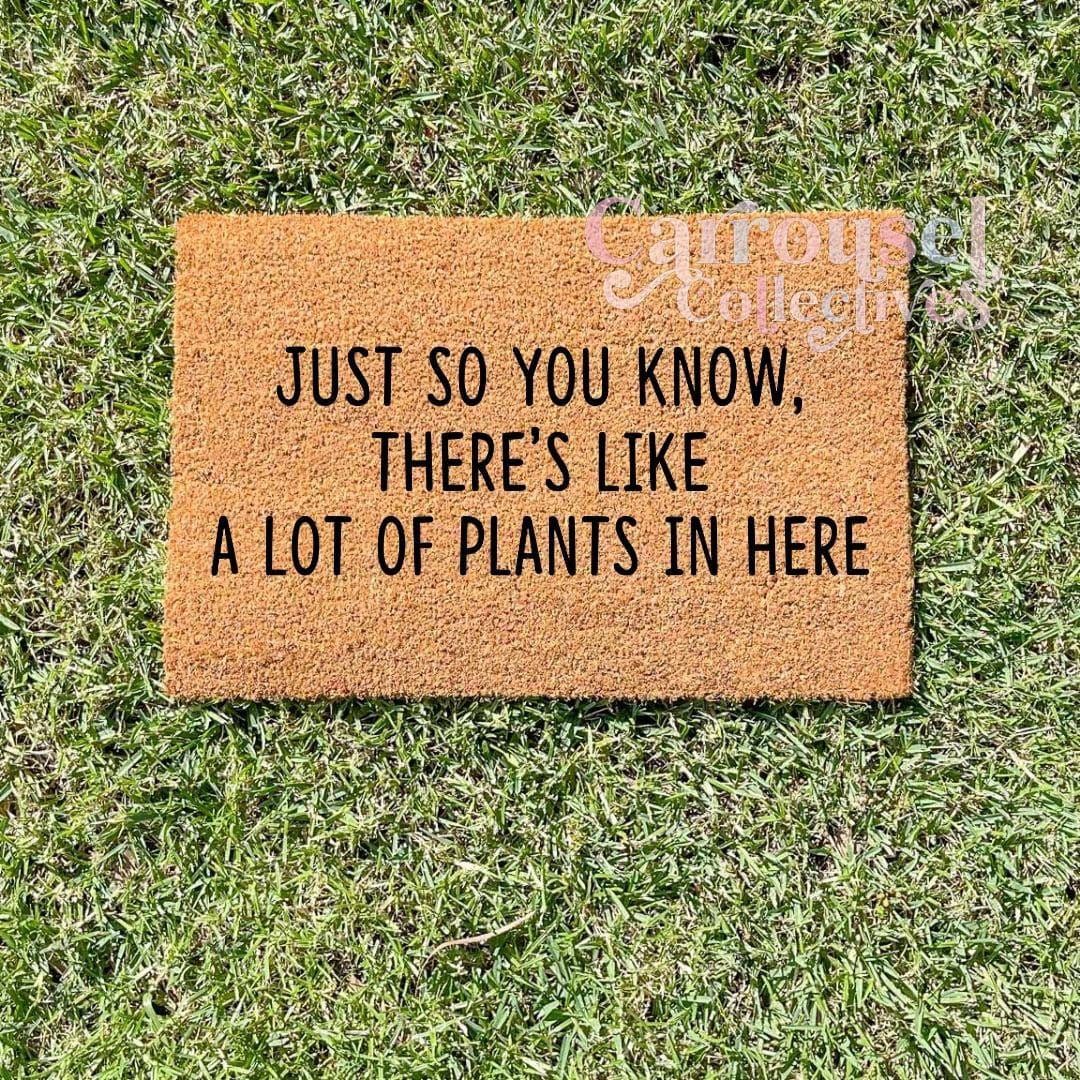 Carrousel
Collectives
JUST SO YOU KNOW,
THERE’S LIKE
A LOT OF PLANTS IN HERE